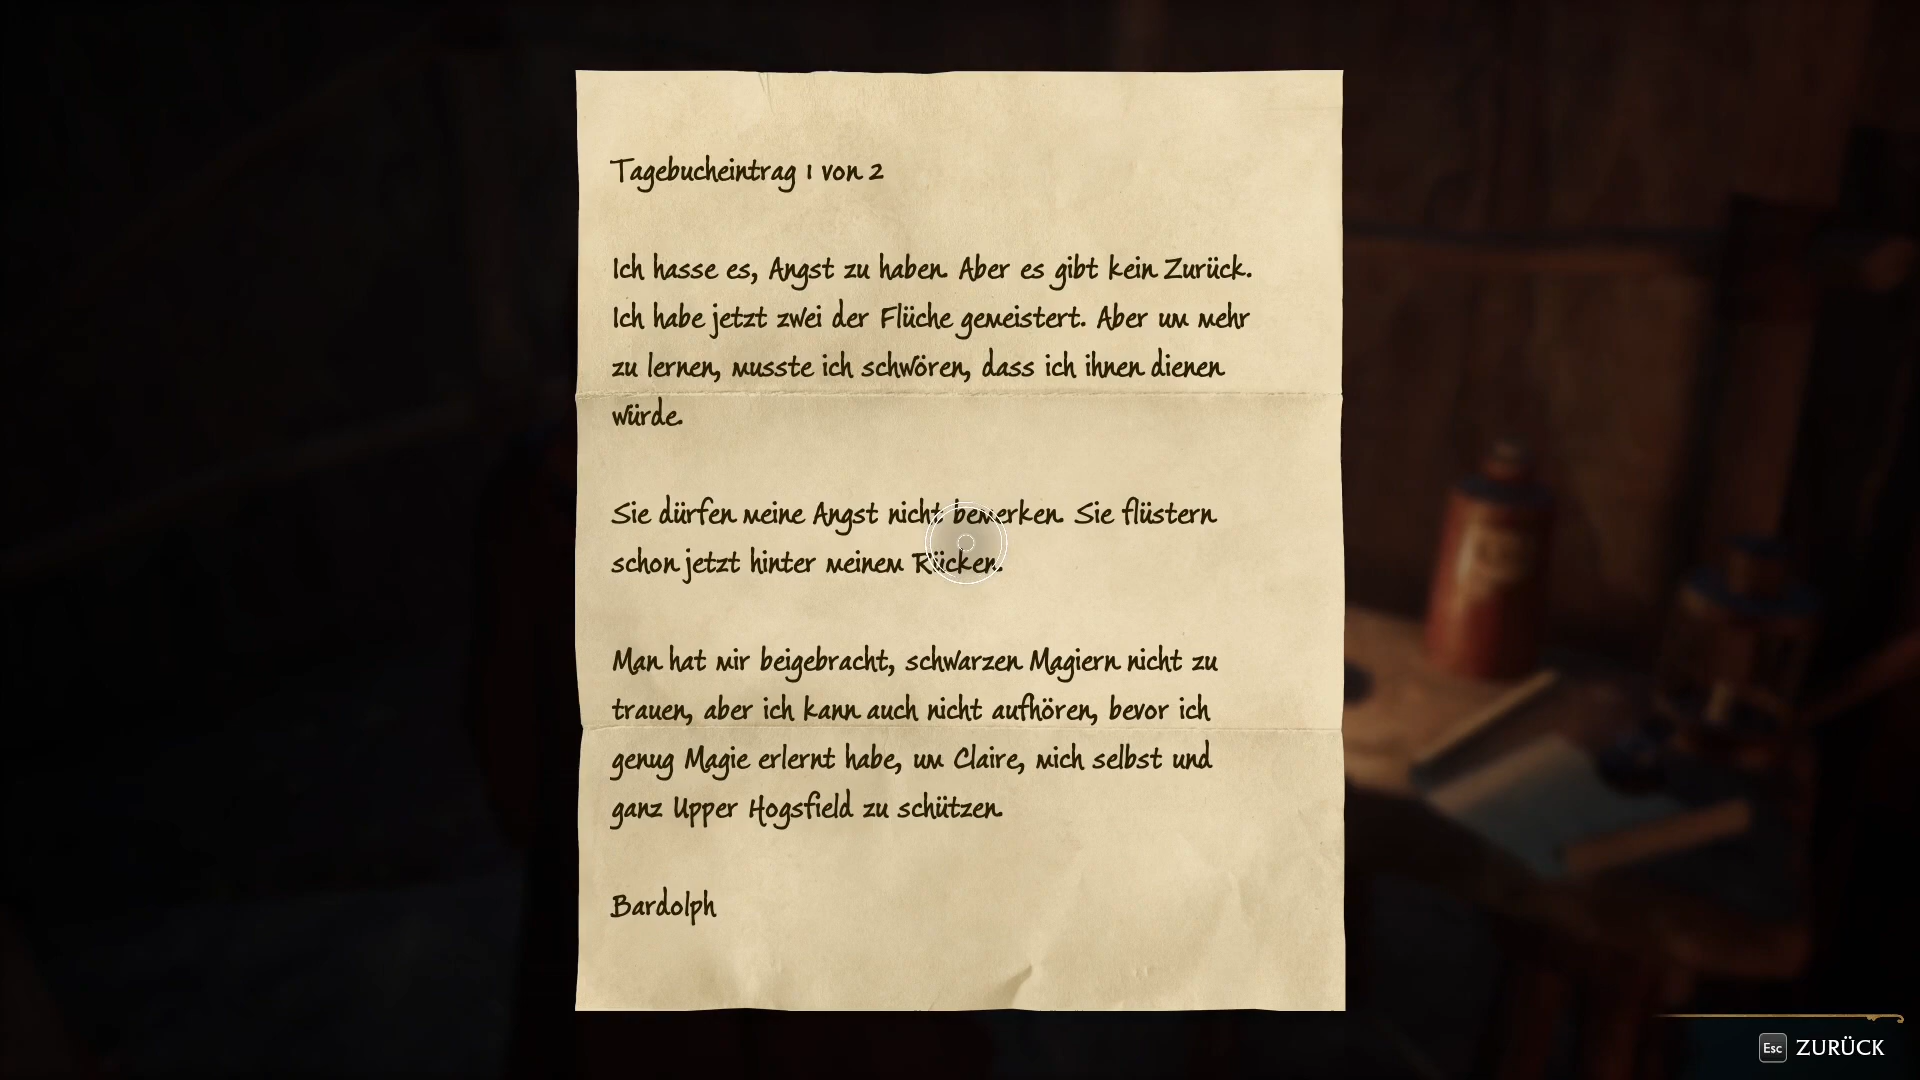 Tagebucheintrag 1 von 2
Ich hasse es, Angst zu haben. Aber es gibt kein Zurück.
Ich habe jetzt zwei der Flüche gemeistert. Aber um mehr
zu lernen, musste ich schwören, dass ich ihnen dienen
würde.
Sie dürfen meine Angst nicht bemerken. Sie flüstern
schon jetzt hinter meinem Rücken.
Man hat mir beigebracht, schwarzen Magiern nicht zu
trauen, aber ich kann auch nicht aufhören, bevor ich
genug Magie erlernt habe, um Claire, mich selbst und
ganz Upper Hogsfield zu schützen.
Bardolph
Esc ZURÜCK